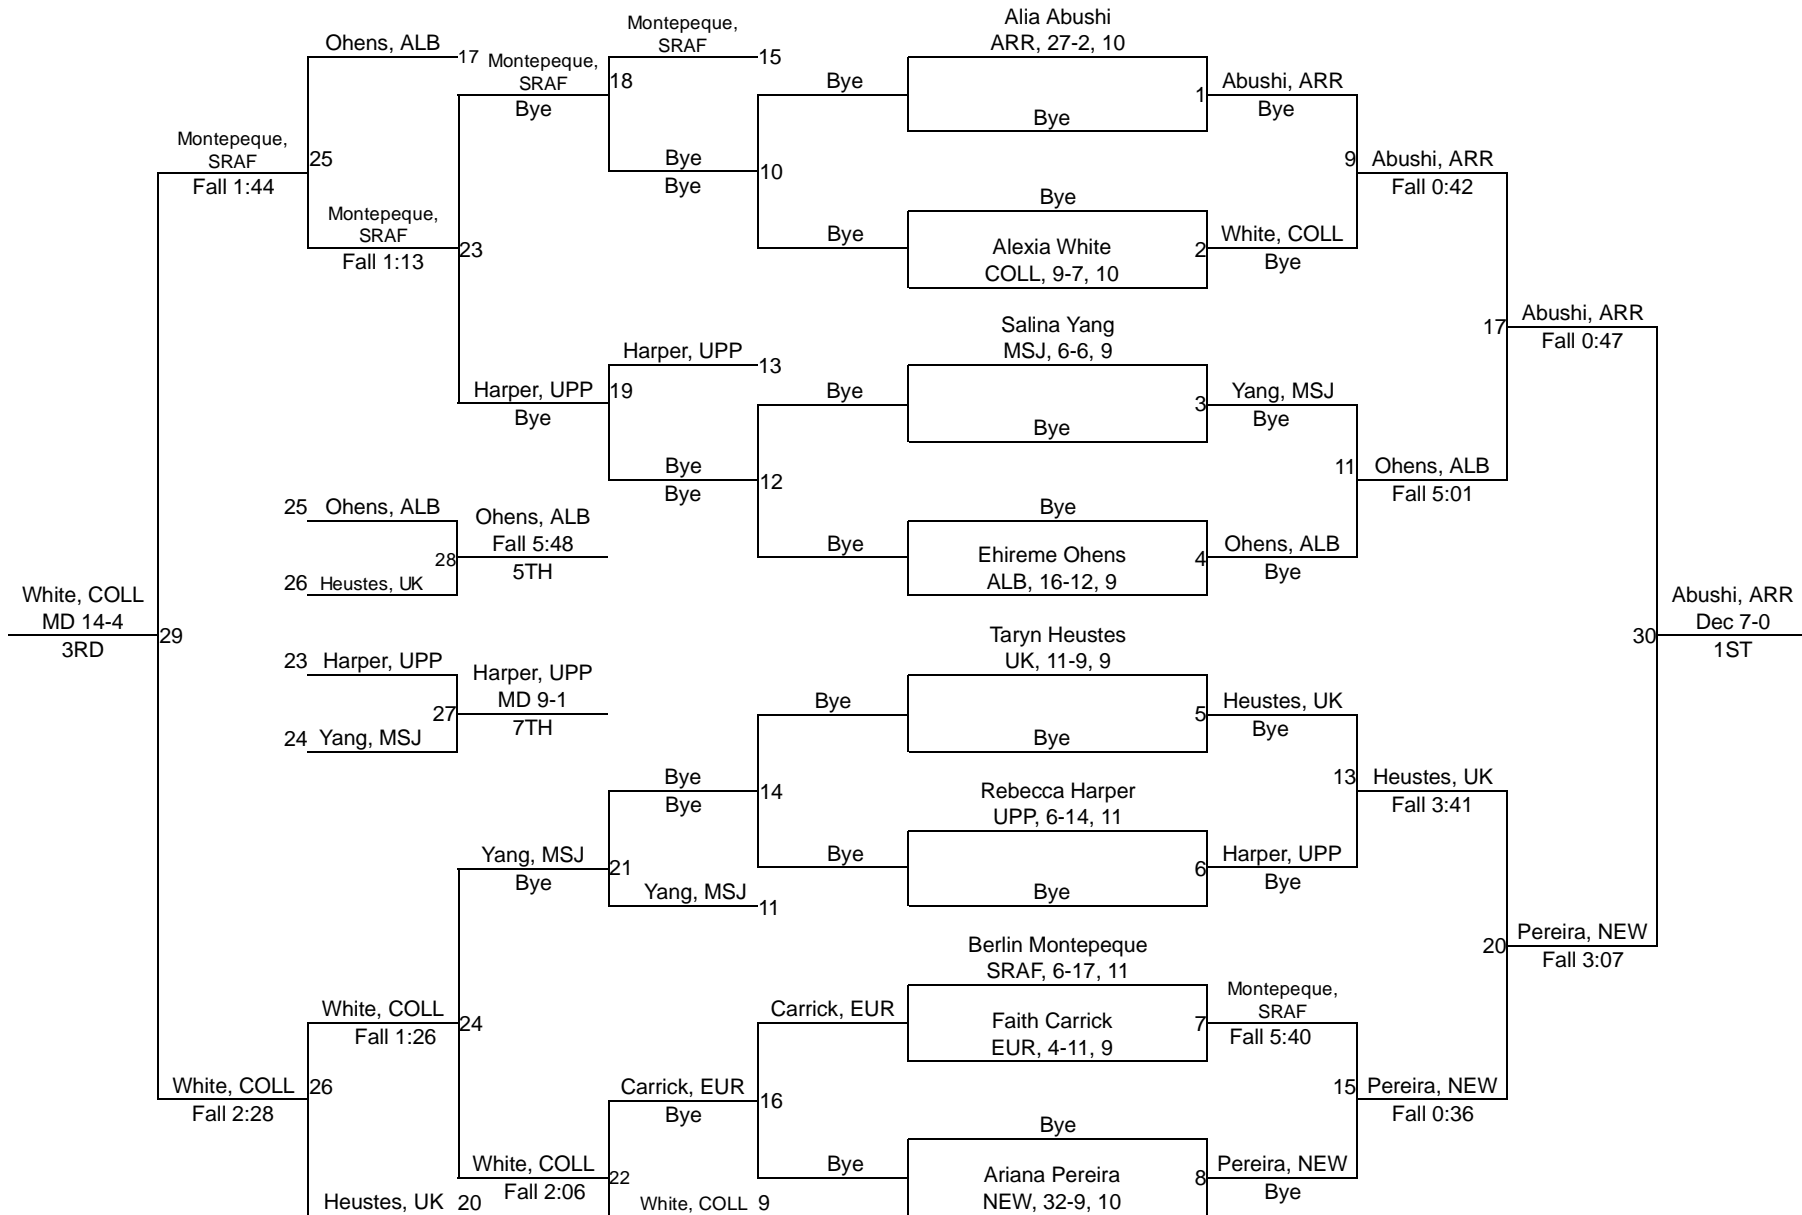 Alia Abushi
ARR, 27-2, 10
Montepeque,
SRAF
15
Ohens, ALB
17
Montepeque,
SRAF
18
Bye
Bye
1
Abushi, ARR
Bye
Bye
Montepeque,
SRAF
25
Fall 1:44
Bye
10
Bye
9
Abushi, ARR
Fall 0:42
Bye
Montepeque,
SRAF
23
Fall 1:13
Bye
Alexia White
COLL, 9-7, 10
2
White, COLL
Bye
Salina Yang
MSJ, 6-6, 9
17
Abushi, ARR
Fall 0:47
Harper, UPP
13
Harper, UPP
19
Bye
Bye
3
Yang, MSJ
Bye
Bye
Bye
12
Bye
11
Ohens, ALB
Fall 5:01
25
Ohens, ALB
Ohens, ALB
Fall 5:48
28
5TH
26
Heustes, UK
Bye
Bye
Ehireme Ohens
ALB, 16-12, 9
4
Ohens, ALB
Bye
White, COLL
MD 14-4
29
3RD
Taryn Heustes
UK, 11-9, 9
30
Abushi, ARR
Dec 7-0
1ST
23
Harper, UPP
Harper, UPP
MD 9-1
27
7TH
24
Yang, MSJ
Bye
5
Heustes, UK
Bye
Bye
Bye
14
Bye
Rebecca Harper
UPP, 6-14, 11
13
Heustes, UK
Fall 3:41
Yang, MSJ
21
Bye
Yang, MSJ
11
Bye
6
Harper, UPP
Bye
Bye
Berlin Montepeque
SRAF, 6-17, 11
20
Pereira, NEW
Fall 3:07
White, COLL
24
Fall 1:26
Carrick, EUR
Faith Carrick
EUR, 4-11, 9
7
Montepeque,
SRAF
Fall 5:40
White, COLL
26
Fall 2:28
Carrick, EUR
16
Bye
15
Pereira, NEW
Fall 0:36
Bye
White, COLL
22
Fall 2:06
Bye
Ariana Pereira
NEW, 32-9, 10
8
Pereira, NEW
Bye
Heustes, UK
20
White, COLL
9